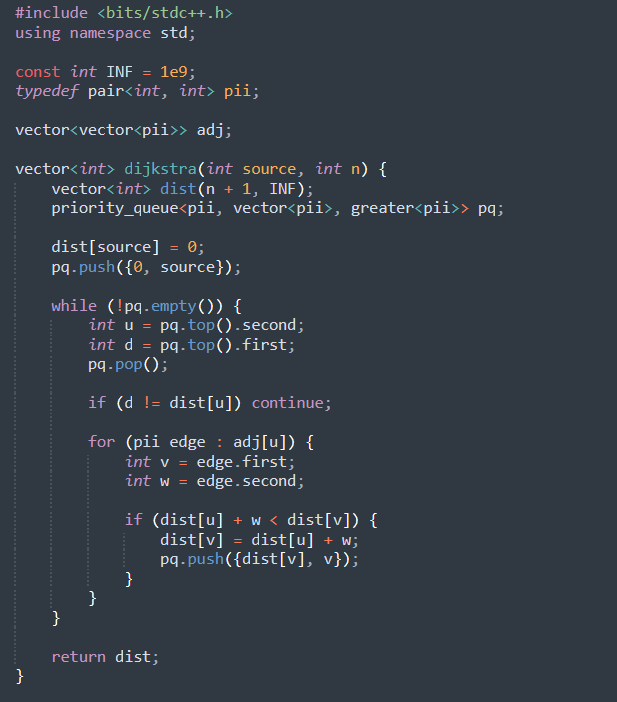 #include <bits/stdc++.h>
using namespace std;

const int INF = 1e9;
typedef pair<int, int> pii;

vector<vector<pii>> adj;

vector<int> dijkstra(int source, int n) {
    vector<int> dist(n + 1, INF);
    priority_queue<pii, vector<pii>, greater<pii>> pq;

    dist[source] = 0;
    pq.push({0, source});

    while (!pq.empty()) {
        int u = pq.top().second;
        int d = pq.top().first;
        pq.pop();

        if (d != dist[u]) continue;

        for (pii edge : adj[u]) {
            int v = edge.first;
            int w = edge.second;

            if (dist[u] + w < dist[v]) {
                dist[v] = dist[u] + w;
                pq.push({dist[v], v});
            }
        }
    }

    return dist;
}